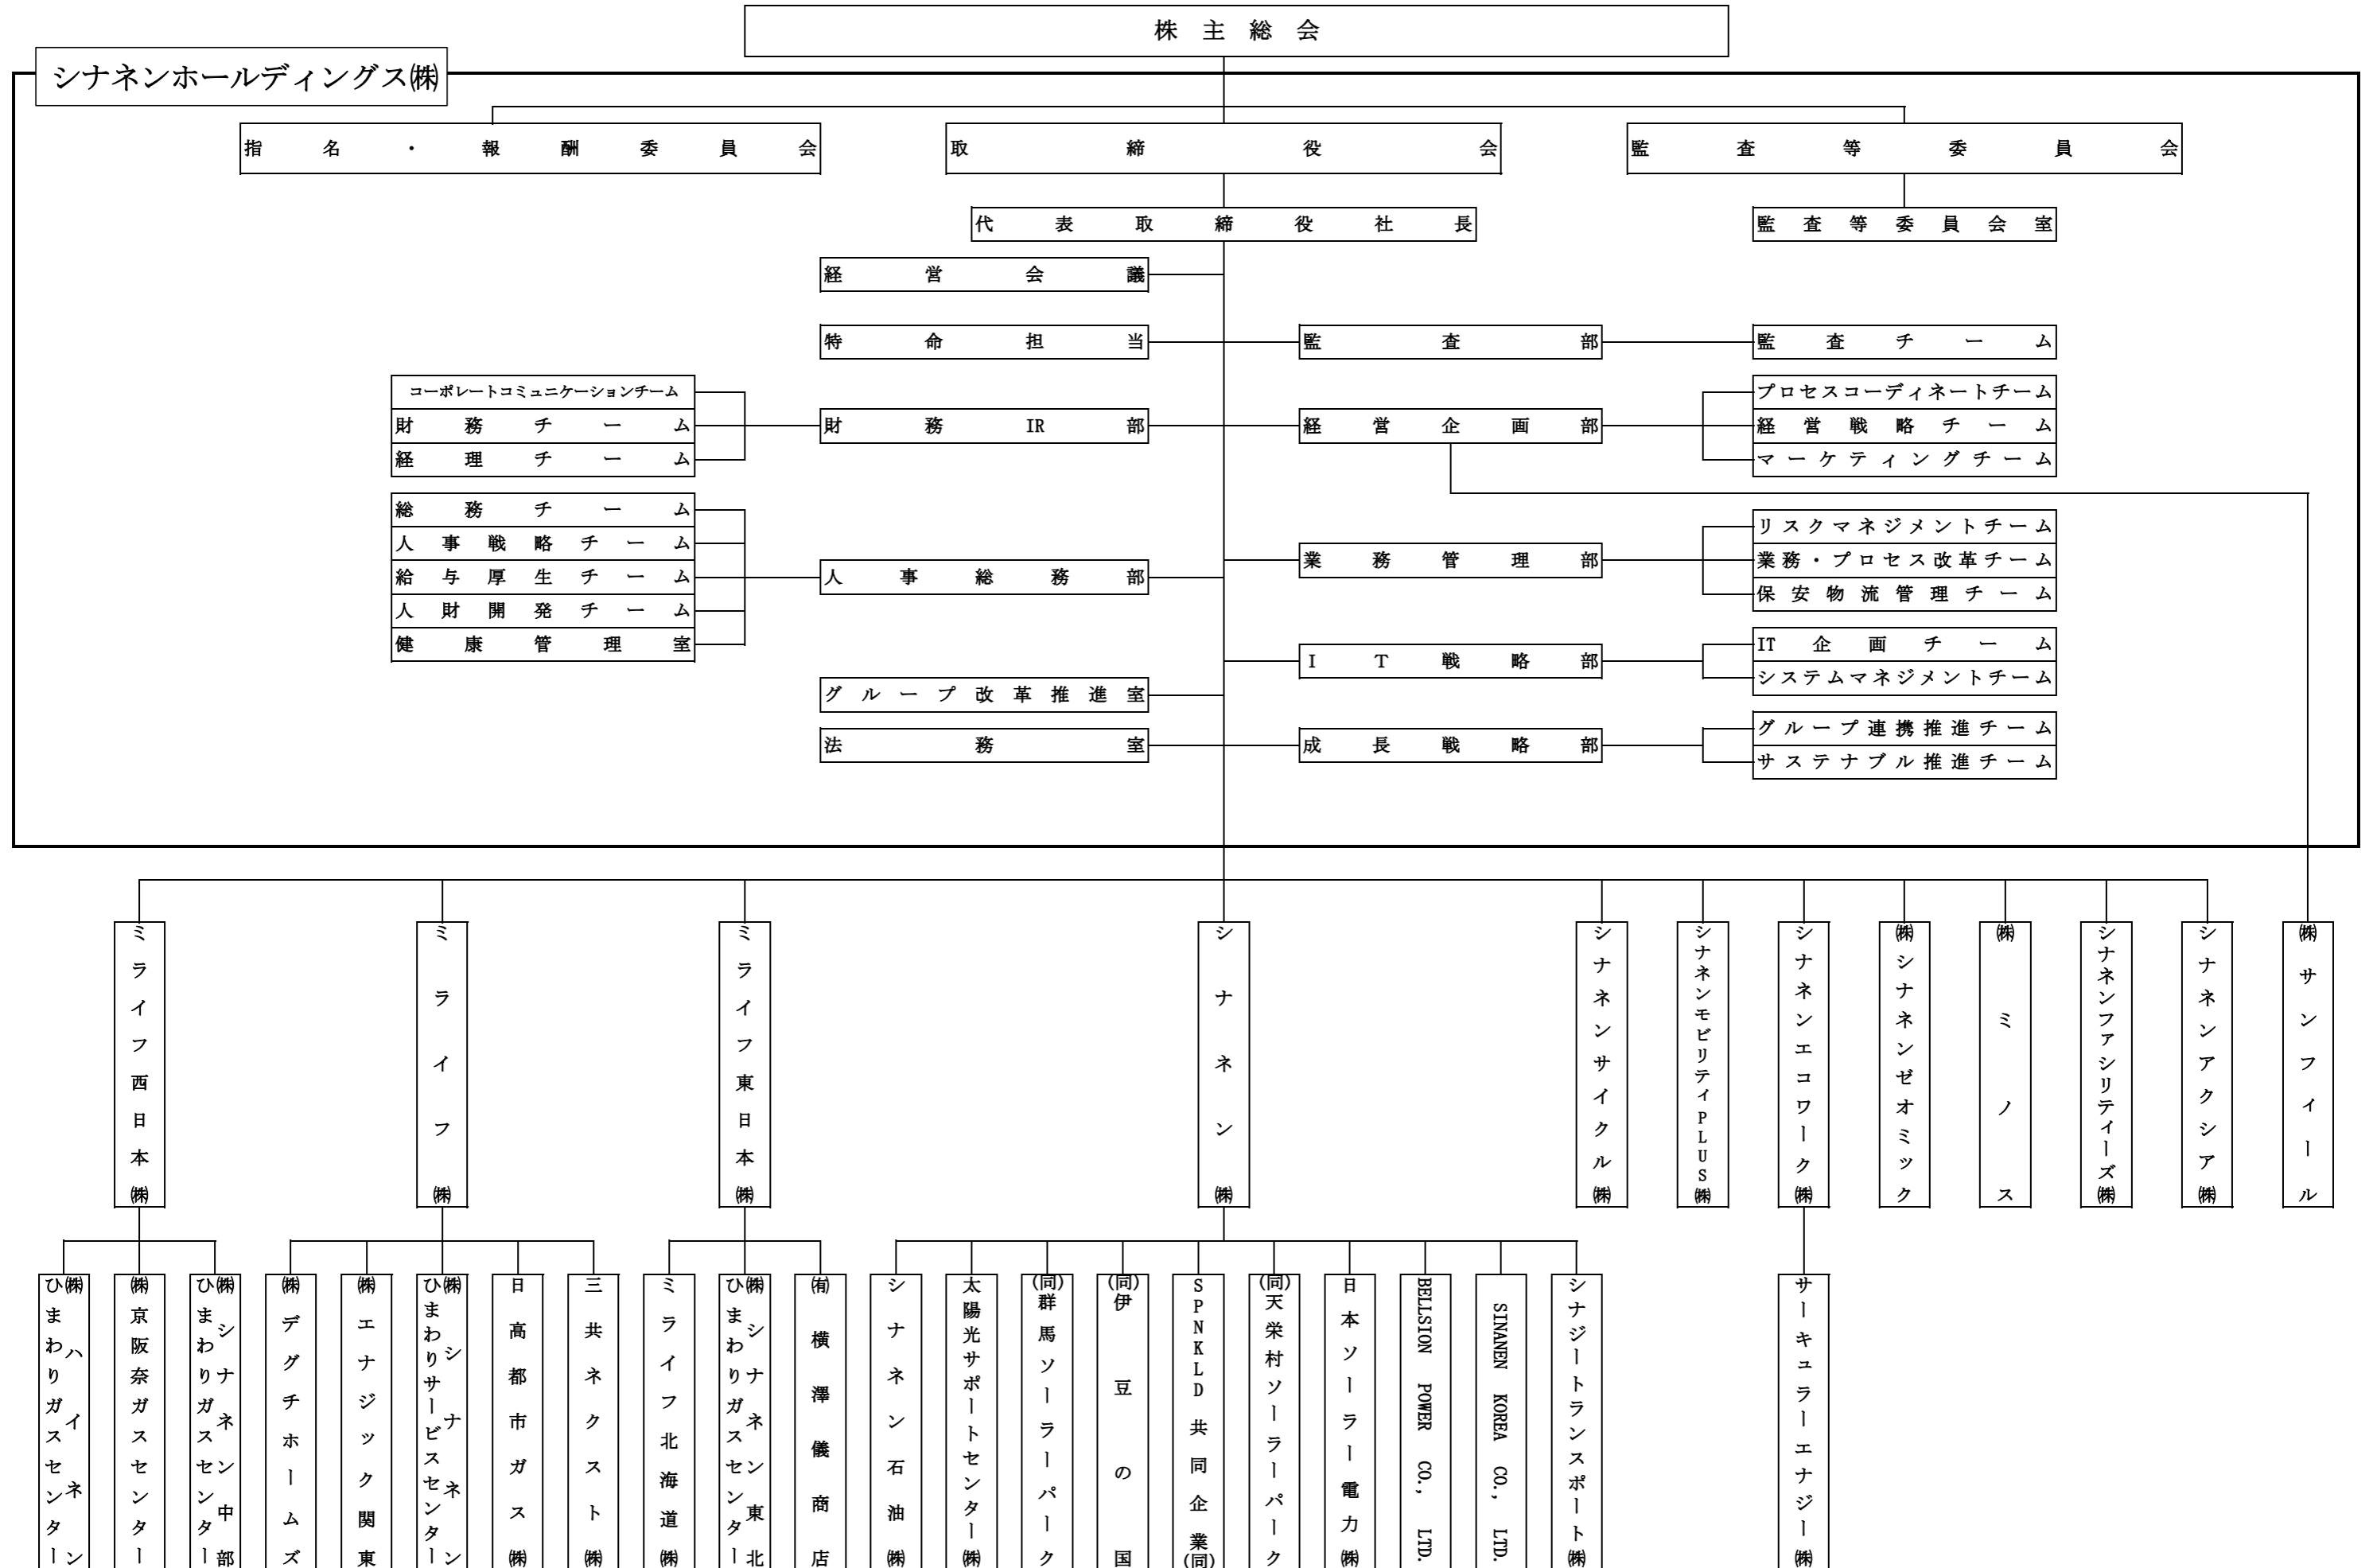 株主総会
シナネンホールディングス㈱
指名・報酬委員会
取締役会
監査等委員会
代表取締役社長
監査等委員会室
経営会議
特命担当
監査部
監査チーム
コーポレートコミュニケーションチーム
財務チーム
経理チーム
財務IR部
経営企画部
プロセスコーディネートチーム
経営戦略チーム
マーケティングチーム
総務チーム
人事戦略チーム
給与厚生チーム
人財開発チーム
健康管理室
人事総務部
業務管理部
リスクマネジメントチーム
業務・プロセス改革チーム
保安物流管理チーム
IT戦略部
IT企画チーム
システムマネジメントチーム
グループ改革推進室
法務室
成長戦略部
グループ連携推進チーム
サステナブル推進チーム
ミライフ西日本㈱
ミライフ㈱
ミライフ東日本㈱
シナネン㈱
シナネンサイクル㈱
シナネンモビリティPLUS㈱
シナネンエコワーク㈱
㈱シナネンゼオミック
㈱ミノス
シナネンファシリティーズ㈱
シナネンアクシア㈱
㈱サンフィール
㈱ハイネン
ひまわりガスセンター
㈱京阪奈ガスセンター
㈱シナネン中部
ひまわりガスセンター
㈱デグチホームズ
㈱エナジック関東
㈱シナネン
ひまわりサービスセンター
日高都市ガス㈱
三共ネクスト㈱
ミライフ北海道㈱
㈱シナネン東北
ひまわりガスセンター
㈲横澤儀商店
シナネン石油㈱
太陽光サポートセンター㈱
(同)群馬ソーラーパーク
(同)伊豆の国
SPNKLD共同企業(同)
(同)天栄村ソーラーパーク
日本ソーラー電力㈱
BELLSION POWER CO., LTD.
SINANEN KOREA CO., LTD.
シナジートランスポート㈱
サーキュラーエナジー㈱